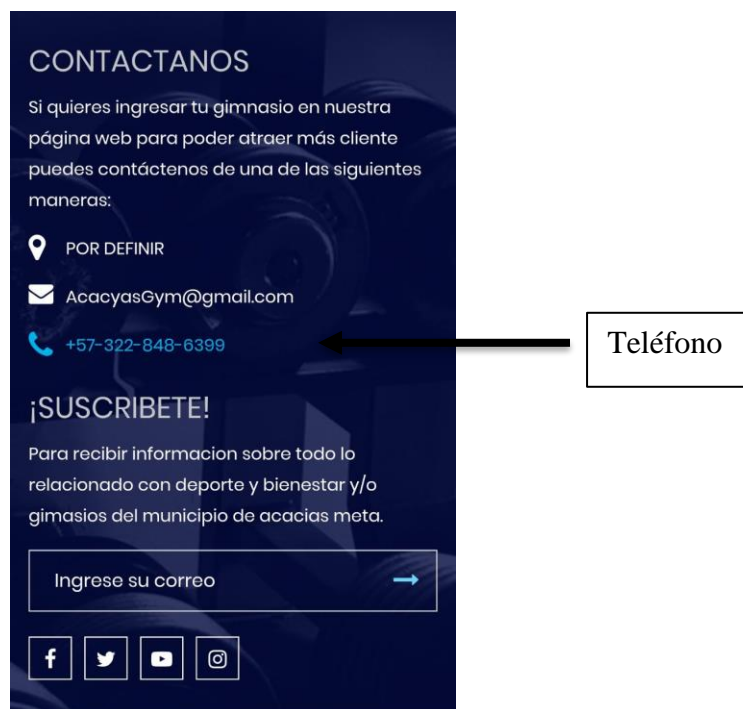 CONTACTANOS
Si quieres ingresar tu gimnasio en nuestra
página web para poder atraer más cliente
puedes contáctenos de una de las siguientes
maneras:
POR DEFINIR
AcacyasGym@gmail.com
+57-322-848-6399
Teléfono
¡SUSCRIBETE!
Para recibir informacion sobre todo lo
relacionado con deporte y bienestar y/o
gimasios del municipio de acacias meta.
Ingrese su correo